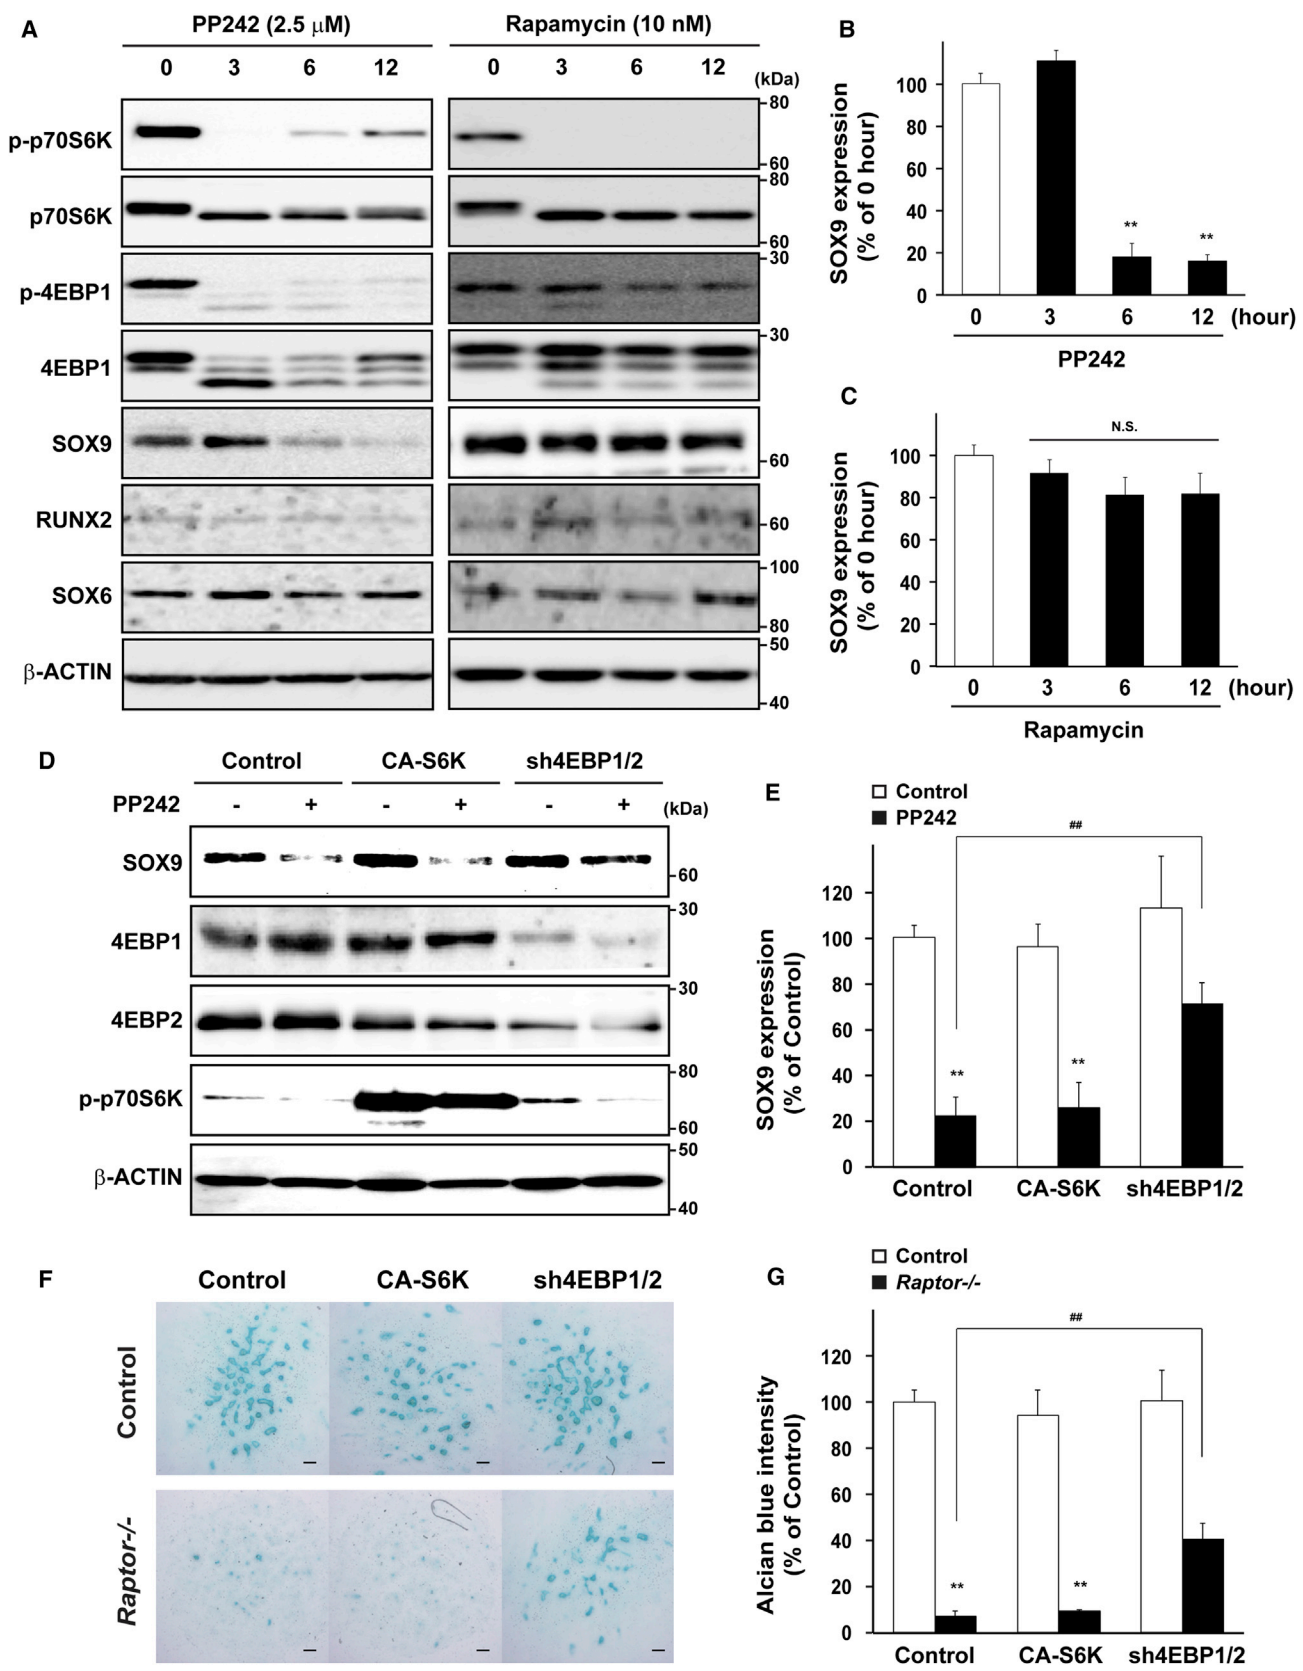 A
PP242 (2.5 μM)
Rapamycin (10 nM)
0 3 6 12
0 3 6 12
(kDa)
p-p70S6K
80
60
p70S6K
80
60
p-4EBP1
30
4EBP1
30
SOX9
60
RUNX2
60
SOX6
100
80
β-ACTIN
50
40
B
SOX9 expression
(% of 0 hour)
100
80
60
40
20
0
**
**
0 3 6 12 (hour)
PP242
C
SOX9 expression
(% of 0 hour)
N.S.
100
80
60
40
20
0
0 3 6 12 (hour)
Rapamycin
D
Control CA-S6K sh4EBP1/2
PP242 - + - + - + (kDa)
SOX9
60
4EBP1
30
4EBP2
30
p-p70S6K
80
60
β-ACTIN
50
40
E
Control
PP242
##
SOX9 expression
(% of Control)
120
100
80
60
40
20
0
**
**
Control CA-S6K sh4EBP1/2
F
Control CA-S6K sh4EBP1/2
Control
Raptor-/-
G
Control
Raptor-/-
##
Alcian blue intensity
(% of Control)
120
100
80
60
40
20
0
**
**
Control CA-S6K sh4EBP1/2